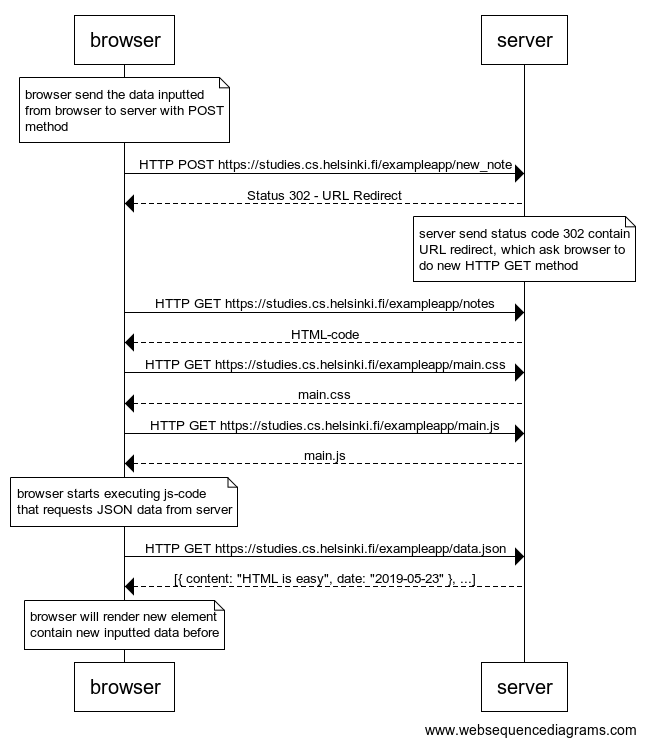 browser server
browser send the data inputted
from browser to server with POST
method
HTTP POST https://studies.cs.helsinki.fi/exampleapp/new_note
Status 302 - URL Redirect
server send status code 302 contain
URL redirect, which ask browser to
do new HTTP GET method
HTTP GET https://studies.cs.helsinki.fi/exampleapp/notes
HTML-code
HTTP GET https://studies.cs.helsinki.fi/exampleapp/main.css
main.css
HTTP GET https://studies.cs.helsinki.fi/exampleapp/main.js
main.js
browser starts executing js-code
that requests JSON data from server
HTTP GET https://studies.cs.helsinki.fi/exampleapp/data.json
[{ content: "HTML is easy", date: "2019-05-23" }, ...]
browser will render new element
contain new inputted data before
browser server
www.websequencediagrams.com